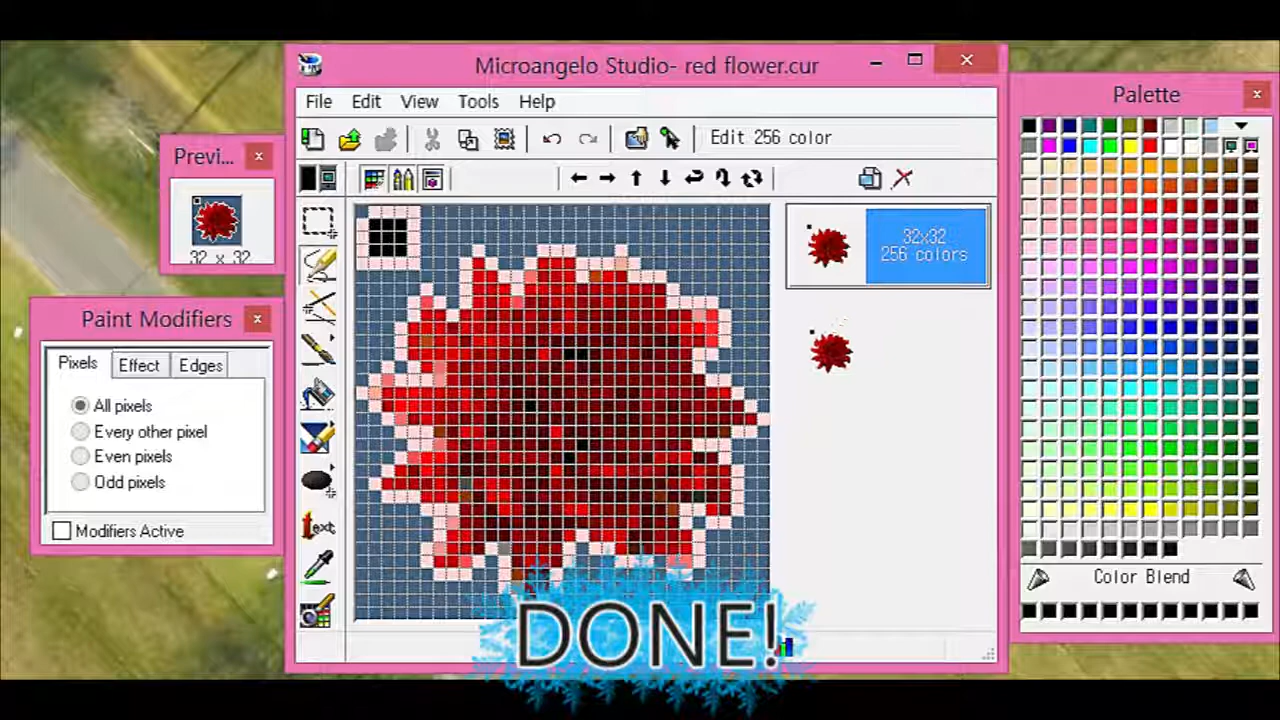 Microangelo Studio- red flower.cur
File Edit View Tools Help
Edit 256 color
Previ...
32 x 32
Paint Modifiers
Pixels Effect Edges
All pixels
Every other pixel
Even pixels
Odd pixels
Modifiers Active
text
32x32
256 colors
Palette
Color Blend
DONE!